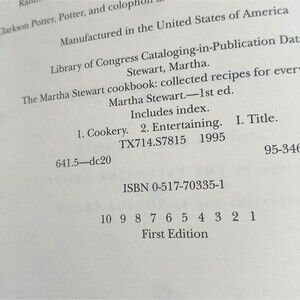 Clarkson Potter, Potter, and colophon
Manufactured in the United States of America
Library of Congress Cataloging-in-Publication Dat
Stewart, Martha.
The Martha Stewart cookbook: collected recipes for ever
Martha Stewart.—1st ed.
Includes index.
1. Cookery. 2. Entertaining. I. Title.
TX714.S7815 1995
641.5—dc20
95-346
ISBN 0-517-70335-1
10 9 8 7 6 5 4 3 2 1
First Edition